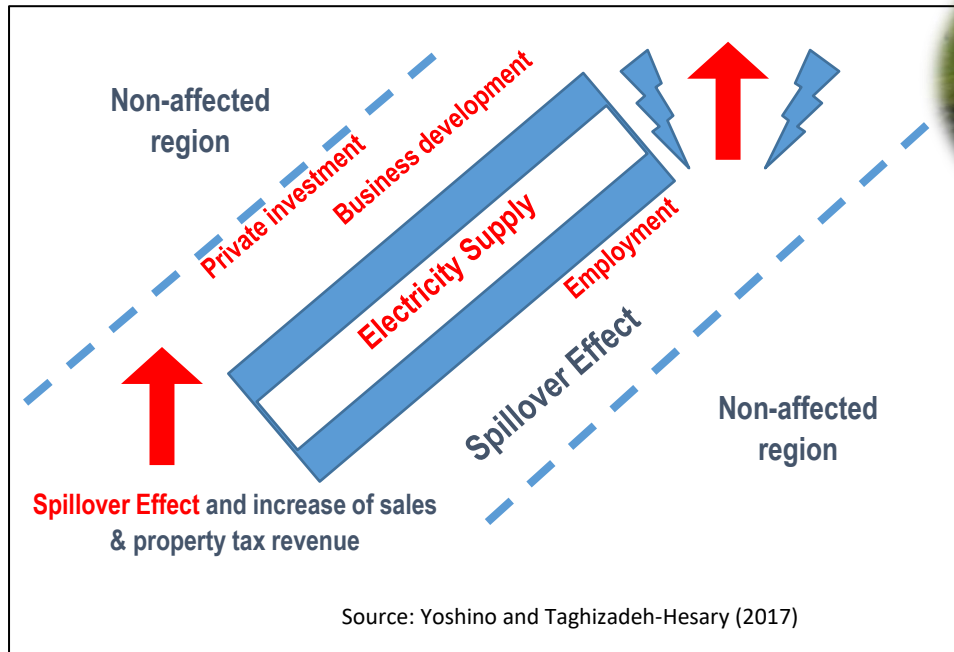 Non-affected
region
Private investment
Business development
Electricity Supply
Employment
Spillover Effect
Non-affected
region
Spillover Effect and increase of sales
& property tax revenue
Source: Yoshino and Taghizadeh-Hesary (2017)